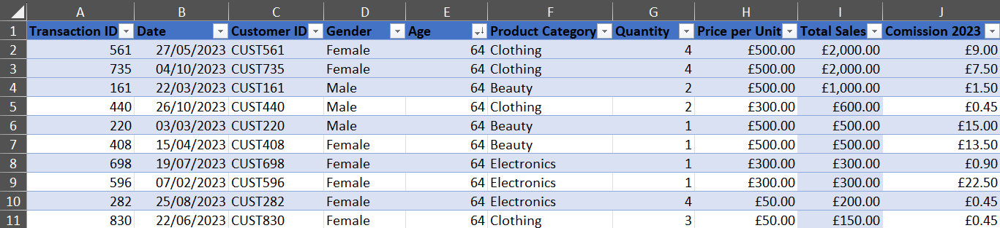 A B C D E F G H I J
1 Transaction ID Date Customer ID Gender Age Product Category Quantity Price per Unit Total Sales Comission 2023
2 561 27/05/2023 CUST561 Female 64 Clothing 4 £500.00 £2,000.00 £9.00
3 735 04/10/2023 CUST735 Female 64 Clothing 4 £500.00 £2,000.00 £7.50
4 161 22/03/2023 CUST161 Male 64 Beauty 2 £500.00 £1,000.00 £1.50
5 440 26/10/2023 CUST440 Male 64 Clothing 2 £300.00 £600.00 £0.45
6 220 03/03/2023 CUST220 Male 64 Beauty 1 £500.00 £500.00 £15.00
7 408 15/04/2023 CUST408 Female 64 Beauty 1 £500.00 £500.00 £13.50
8 698 19/07/2023 CUST698 Female 64 Electronics 1 £300.00 £300.00 £0.90
9 596 07/02/2023 CUST596 Female 64 Electronics 1 £300.00 £300.00 £22.50
10 282 25/08/2023 CUST282 Female 64 Electronics 4 £50.00 £200.00 £0.45
11 830 22/06/2023 CUST830 Female 64 Clothing 3 £50.00 £150.00 £0.45